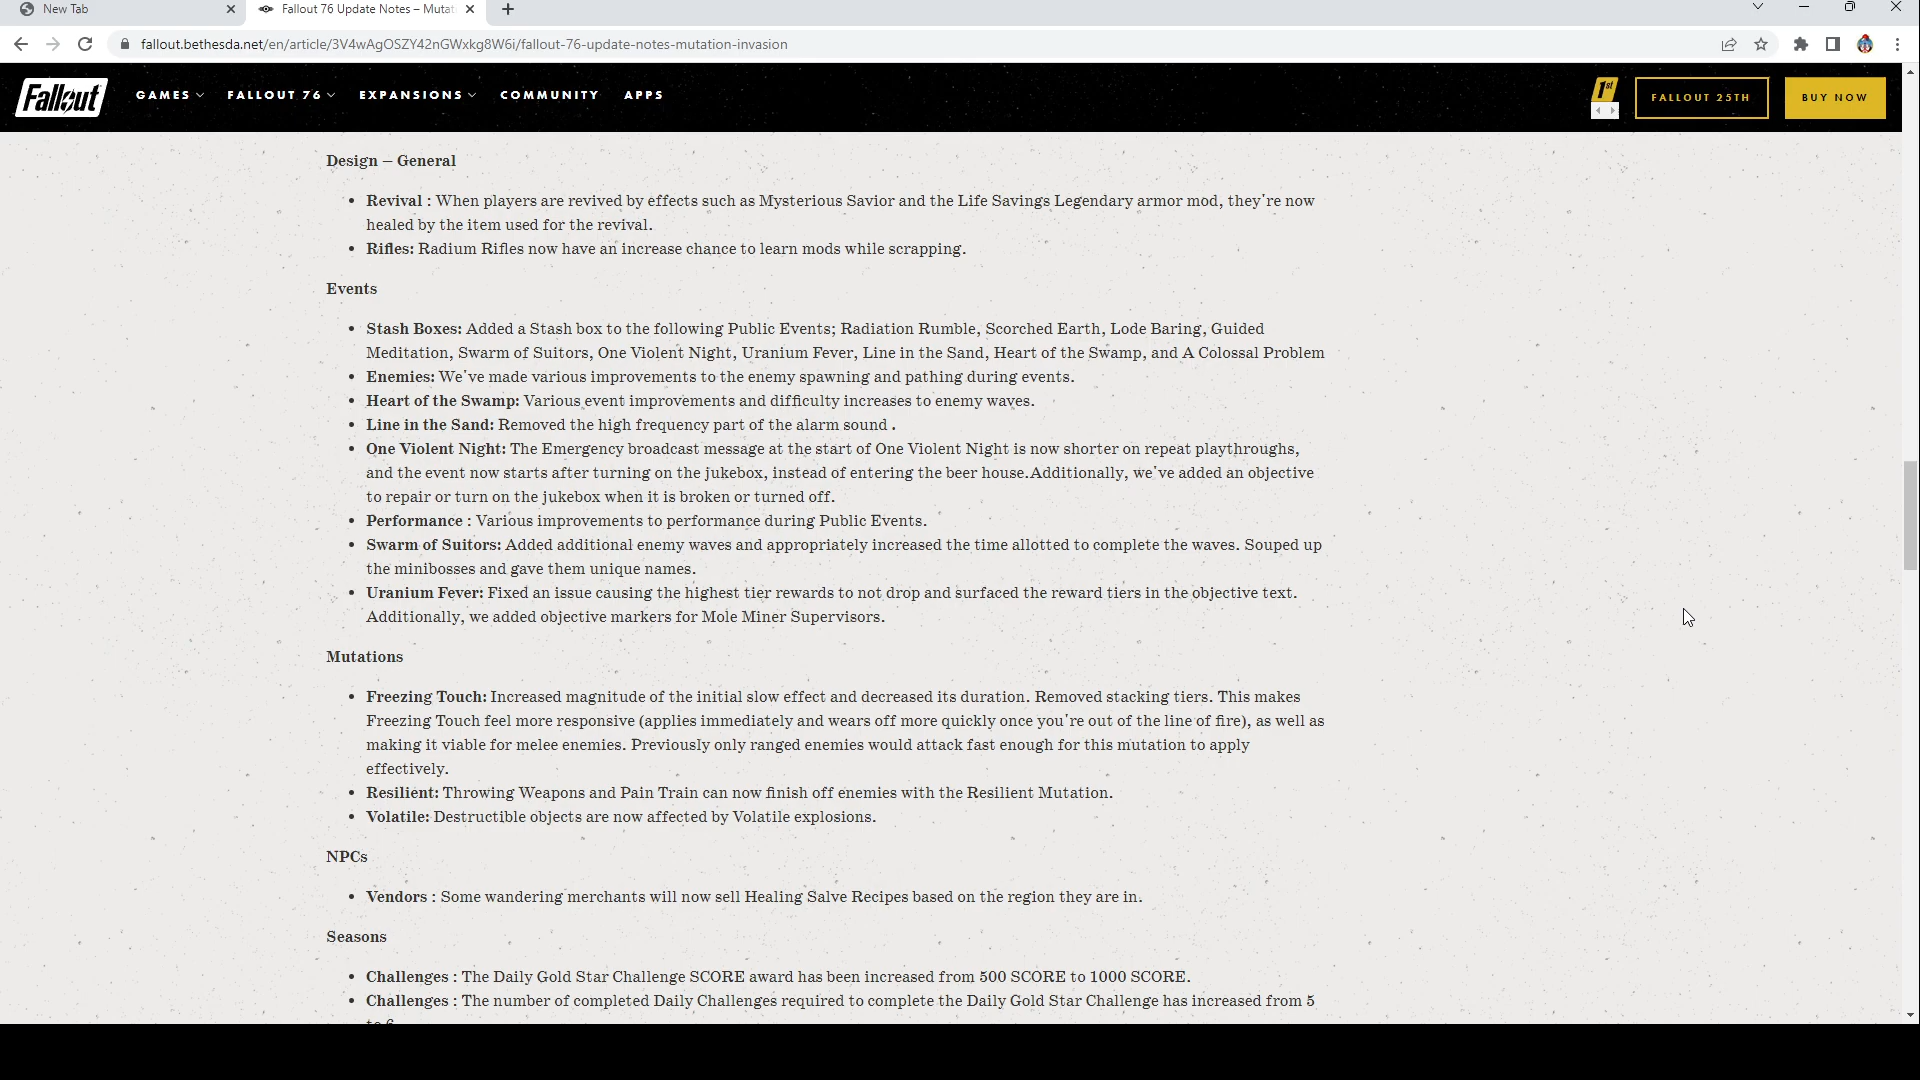 New Tab
Fallout 76 Update Notes – Mutat
fallout.bethesda.net/en/article/3V4wAgOSZY42nGWxkg8W6i/fallout-76-update-notes-mutation-invasion
Fallout
GAMES
FALLOUT 76
EXPANSIONS
COMMUNITY
APPS
1st
FALLOUT 25TH
BUY NOW
Design – General
• Revival : When players are revived by effects such as Mysterious Savior and the Life Savings Legendary armor mod, they're now
healed by the item used for the revival.
• Rifles: Radium Rifles now have an increase chance to learn mods while scrapping.
Events
• Stash Boxes: Added a Stash box to the following Public Events; Radiation Rumble, Scorched Earth, Lode Baring, Guided
Meditation, Swarm of Suitors, One Violent Night, Uranium Fever, Line in the Sand, Heart of the Swamp, and A Colossal Problem
• Enemies: We've made various improvements to the enemy spawning and pathing during events.
• Heart of the Swamp: Various event improvements and difficulty increases to enemy waves.
• Line in the Sand: Removed the high frequency part of the alarm sound .
• One Violent Night: The Emergency broadcast message at the start of One Violent Night is now shorter on repeat playthroughs,
and the event now starts after turning on the jukebox, instead of entering the beer house.Additionally, we've added an objective
to repair or turn on the jukebox when it is broken or turned off.
• Performance : Various improvements to performance during Public Events.
• Swarm of Suitors: Added additional enemy waves and appropriately increased the time allotted to complete the waves. Souped up
the minibosses and gave them unique names.
• Uranium Fever: Fixed an issue causing the highest tier rewards to not drop and surfaced the reward tiers in the objective text.
Additionally, we added objective markers for Mole Miner Supervisors.
Mutations
• Freezing Touch: Increased magnitude of the initial slow effect and decreased its duration. Removed stacking tiers. This makes
Freezing Touch feel more responsive (applies immediately and wears off more quickly once you're out of the line of fire), as well as
making it viable for melee enemies. Previously only ranged enemies would attack fast enough for this mutation to apply
effectively.
• Resilient: Throwing Weapons and Pain Train can now finish off enemies with the Resilient Mutation.
• Volatile: Destructible objects are now affected by Volatile explosions.
NPCs
• Vendors : Some wandering merchants will now sell Healing Salve Recipes based on the region they are in.
Seasons
• Challenges : The Daily Gold Star Challenge SCORE award has been increased from 500 SCORE to 1000 SCORE.
• Challenges : The number of completed Daily Challenges required to complete the Daily Gold Star Challenge has increased from 5
to 6